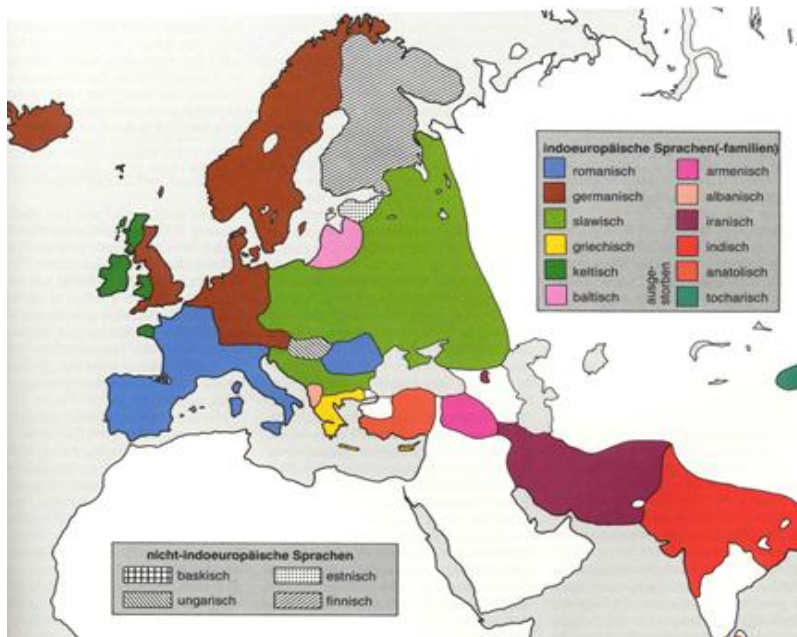 indoeuropäische Sprachen(-familien)
romanisch
germanisch
slawisch
griechisch
keltisch
baltisch
armenisch
albanisch
iranisch
indisch
anatolisch
tocharisch
ausge-
storben
nicht-indoeuropäische Sprachen
baskisch
ungarisch
estnisch
finnisch